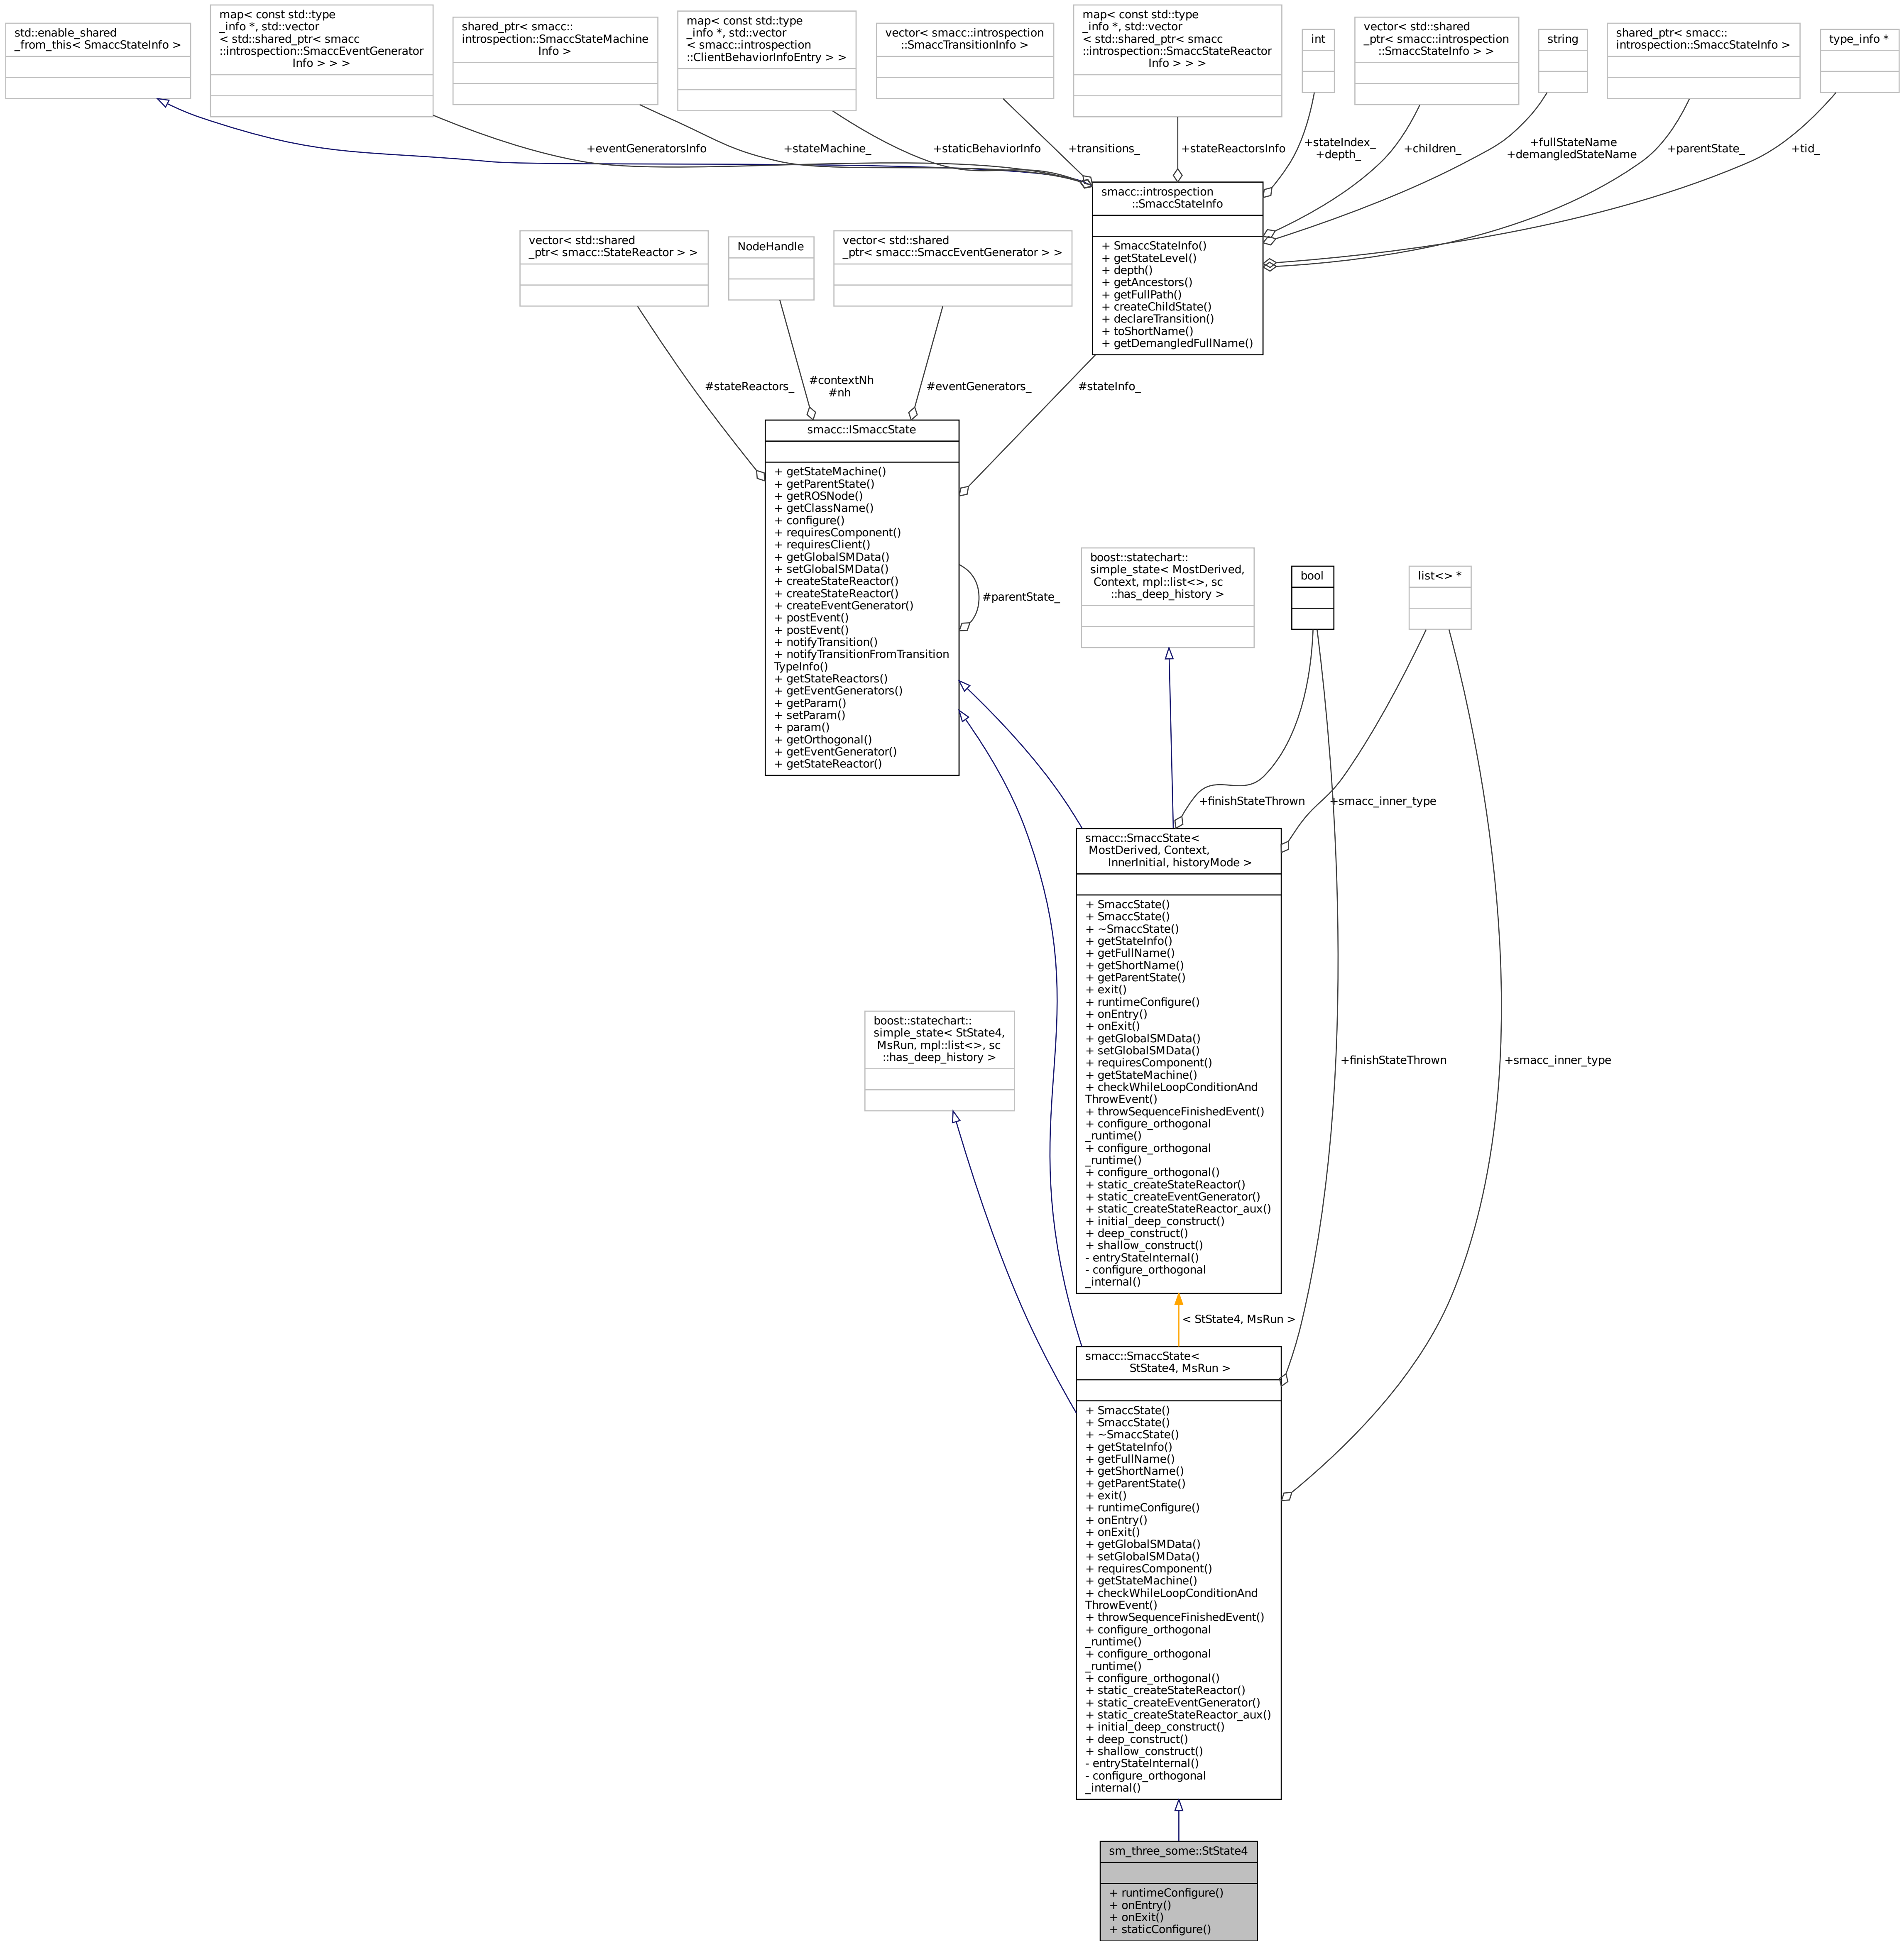 std::enable_shared
_from_this< SmaccStateInfo >
map< const std::type
_info *, std::vector
< std::shared_ptr< smacc
::introspection::SmaccEventGenerator
Info > > >
shared_ptr< smacc::
introspection::SmaccStateMachine
Info >
map< const std::type
_info *, std::vector
< smacc::introspection
::ClientBehaviorInfoEntry > >
vector< smacc::introspection
::SmaccTransitionInfo >
map< const std::type
_info *, std::vector
< std::shared_ptr< smacc
::introspection::SmaccStateReactor
Info > > >
int
vector< std::shared
_ptr< smacc::introspection
::SmaccStateInfo > >
string
shared_ptr< smacc::
introspection::SmaccStateInfo >
type_info *
+eventGeneratorsInfo
+stateMachine_
+staticBehaviorInfo
+transitions_
+stateReactorsInfo
+stateIndex_
+depth_
+children_
+fullStateName
+demangledStateName
+parentState_
+tid_
smacc::introspection
::SmaccStateInfo
+ SmaccStateInfo()
+ getStateLevel()
+ depth()
+ getAncestors()
+ getFullPath()
+ createChildState()
+ declareTransition()
+ toShortName()
+ getDemangledFullName()
vector< std::shared
_ptr< smacc::StateReactor > >
NodeHandle
vector< std::shared
_ptr< smacc::SmaccEventGenerator > >
#stateReactors_
#contextNh
#nh
#eventGenerators_
#stateInfo_
smacc::ISmaccState
+ getStateMachine()
+ getParentState()
+ getROSNode()
+ getClassName()
+ configure()
+ requiresComponent()
+ requiresClient()
+ getGlobalSMData()
+ setGlobalSMData()
+ createStateReactor()
+ createStateReactor()
+ createEventGenerator()
+ postEvent()
+ postEvent()
+ notifyTransition()
+ notifyTransitionFromTransition
TypeInfo()
+ getStateReactors()
+ getEventGenerators()
+ getParam()
+ setParam()
+ param()
+ getOrthogonal()
+ getEventGenerator()
+ getStateReactor()
#parentState_
boost::statechart::
simple_state< MostDerived,
Context, mpl::list<>, sc
::has_deep_history >
bool
list<> *
+finishStateThrown
+smacc_inner_type
smacc::SmaccState<
MostDerived, Context,
InnerInitial, historyMode >
+ SmaccState()
+ SmaccState()
+ ~SmaccState()
+ getStateInfo()
+ getFullName()
+ getShortName()
+ getParentState()
+ exit()
+ runtimeConfigure()
+ onEntry()
+ onExit()
+ getGlobalSMData()
+ setGlobalSMData()
+ requiresComponent()
+ getStateMachine()
+ checkWhileLoopConditionAnd
ThrowEvent()
+ throwSequenceFinishedEvent()
+ configure_orthogonal
_runtime()
+ configure_orthogonal
_runtime()
+ configure_orthogonal()
+ static_createStateReactor()
+ static_createEventGenerator()
+ static_createStateReactor_aux()
+ initial_deep_construct()
+ deep_construct()
+ shallow_construct()
- entryStateInternal()
- configure_orthogonal
_internal()
boost::statechart::
simple_state< StState4,
MsRun, mpl::list<>, sc
::has_deep_history >
+finishStateThrown
+smacc_inner_type
< StState4, MsRun >
smacc::SmaccState<
StState4, MsRun >
+ SmaccState()
+ SmaccState()
+ ~SmaccState()
+ getStateInfo()
+ getFullName()
+ getShortName()
+ getParentState()
+ exit()
+ runtimeConfigure()
+ onEntry()
+ onExit()
+ getGlobalSMData()
+ setGlobalSMData()
+ requiresComponent()
+ getStateMachine()
+ checkWhileLoopConditionAnd
ThrowEvent()
+ throwSequenceFinishedEvent()
+ configure_orthogonal
_runtime()
+ configure_orthogonal
_runtime()
+ configure_orthogonal()
+ static_createStateReactor()
+ static_createEventGenerator()
+ static_createStateReactor_aux()
+ initial_deep_construct()
+ deep_construct()
+ shallow_construct()
- entryStateInternal()
- configure_orthogonal
_internal()
sm_three_some::StState4
+ runtimeConfigure()
+ onEntry()
+ onExit()
+ staticConfigure()